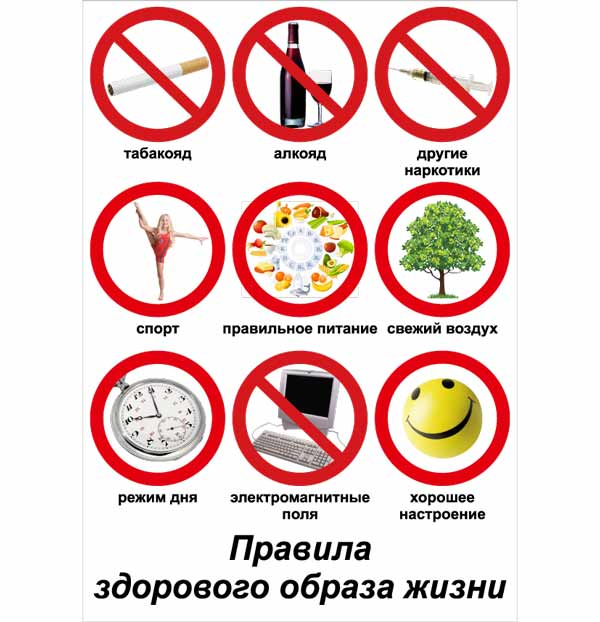 табакояд
алкояд
другие
наркотики
спорт
правильное питание
свежий воздух
режим дня
электромагнитные
поля
хорошее
настроение
Правила
здорового образа жизни